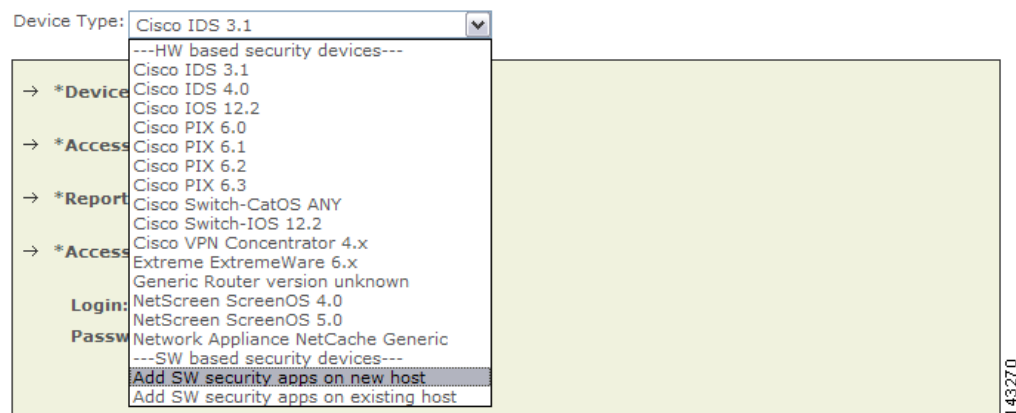 Device Type: Cisco IDS 3.1
---HW based security devices---
Cisco IDS 3.1
Cisco IDS 4.0
Cisco IOS 12.2
Cisco PIX 6.0
Cisco PIX 6.1
Cisco PIX 6.2
Cisco PIX 6.3
Cisco Switch-CatOS ANY
Cisco Switch-IOS 12.2
Cisco VPN Concentrator 4.x
Extreme ExtremeWare 6.x
Generic Router version unknown
NetScreen ScreenOS 4.0
NetScreen ScreenOS 5.0
Network Appliance NetCache Generic
---SW based security devices---
Add SW security apps on new host
Add SW security apps on existing host
→ *Device
→ *Access
→ *Report
→ *Access
Login:
Passw
143270